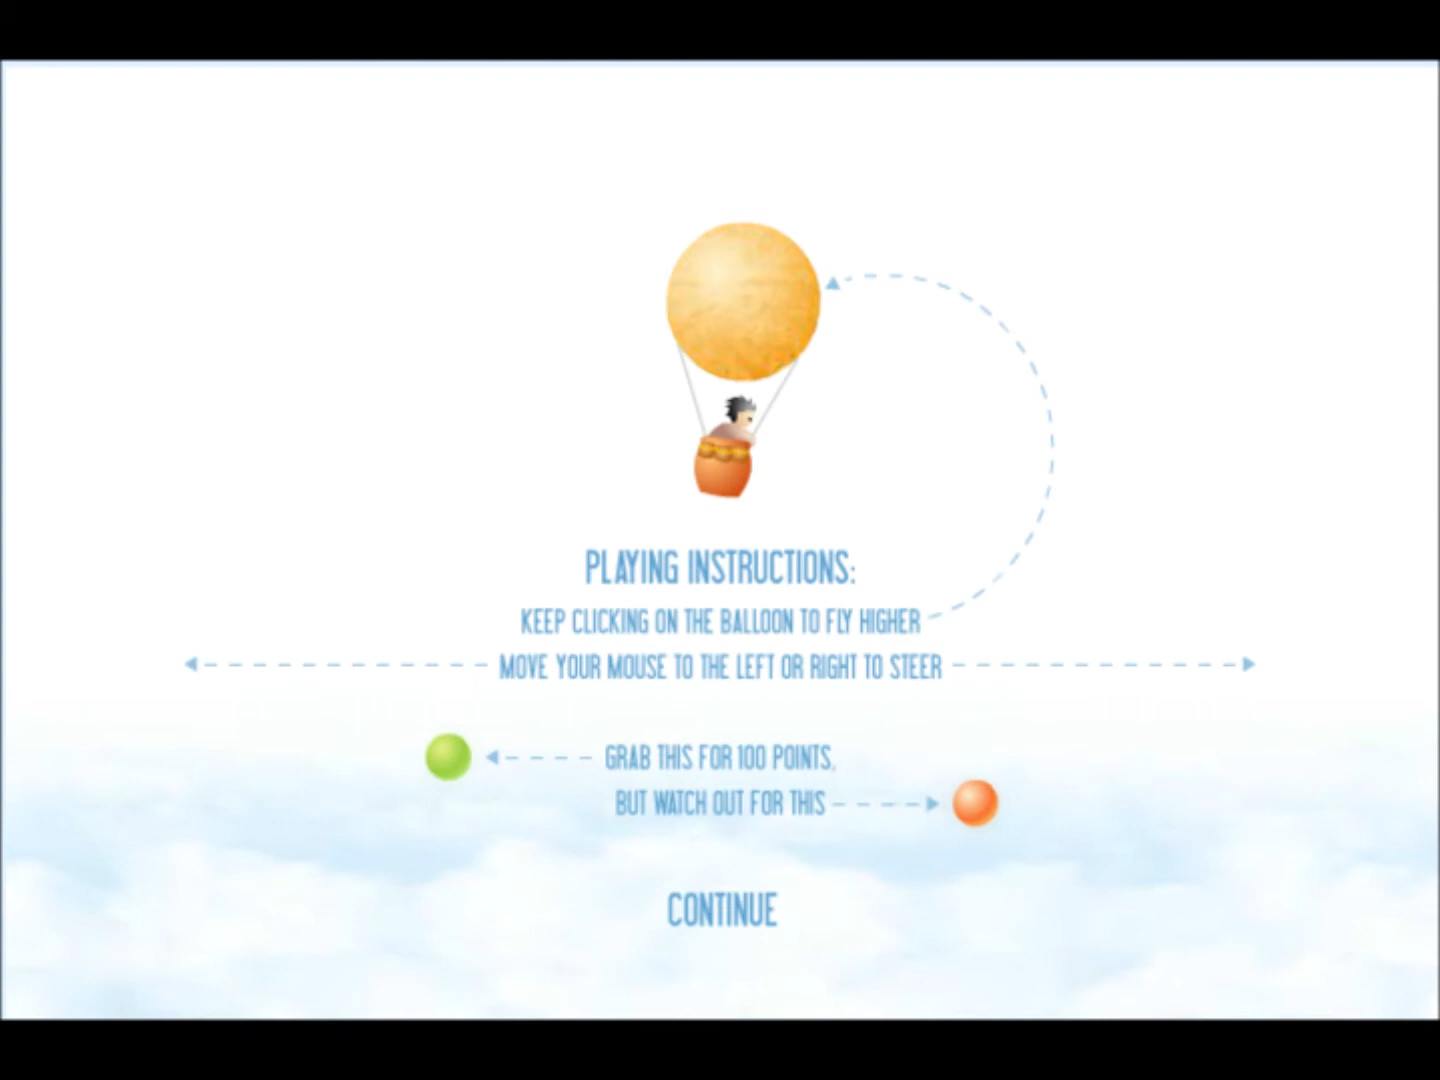 PLAYING INSTRUCTIONS:
KEEP CLICKING ON THE BALLOON TO FLY HIGHER
MOVE YOUR MOUSE TO THE LEFT OR RIGHT TO STEER
GRAB THIS FOR 100 POINTS,
BUT WATCH OUT FOR THIS
CONTINUE